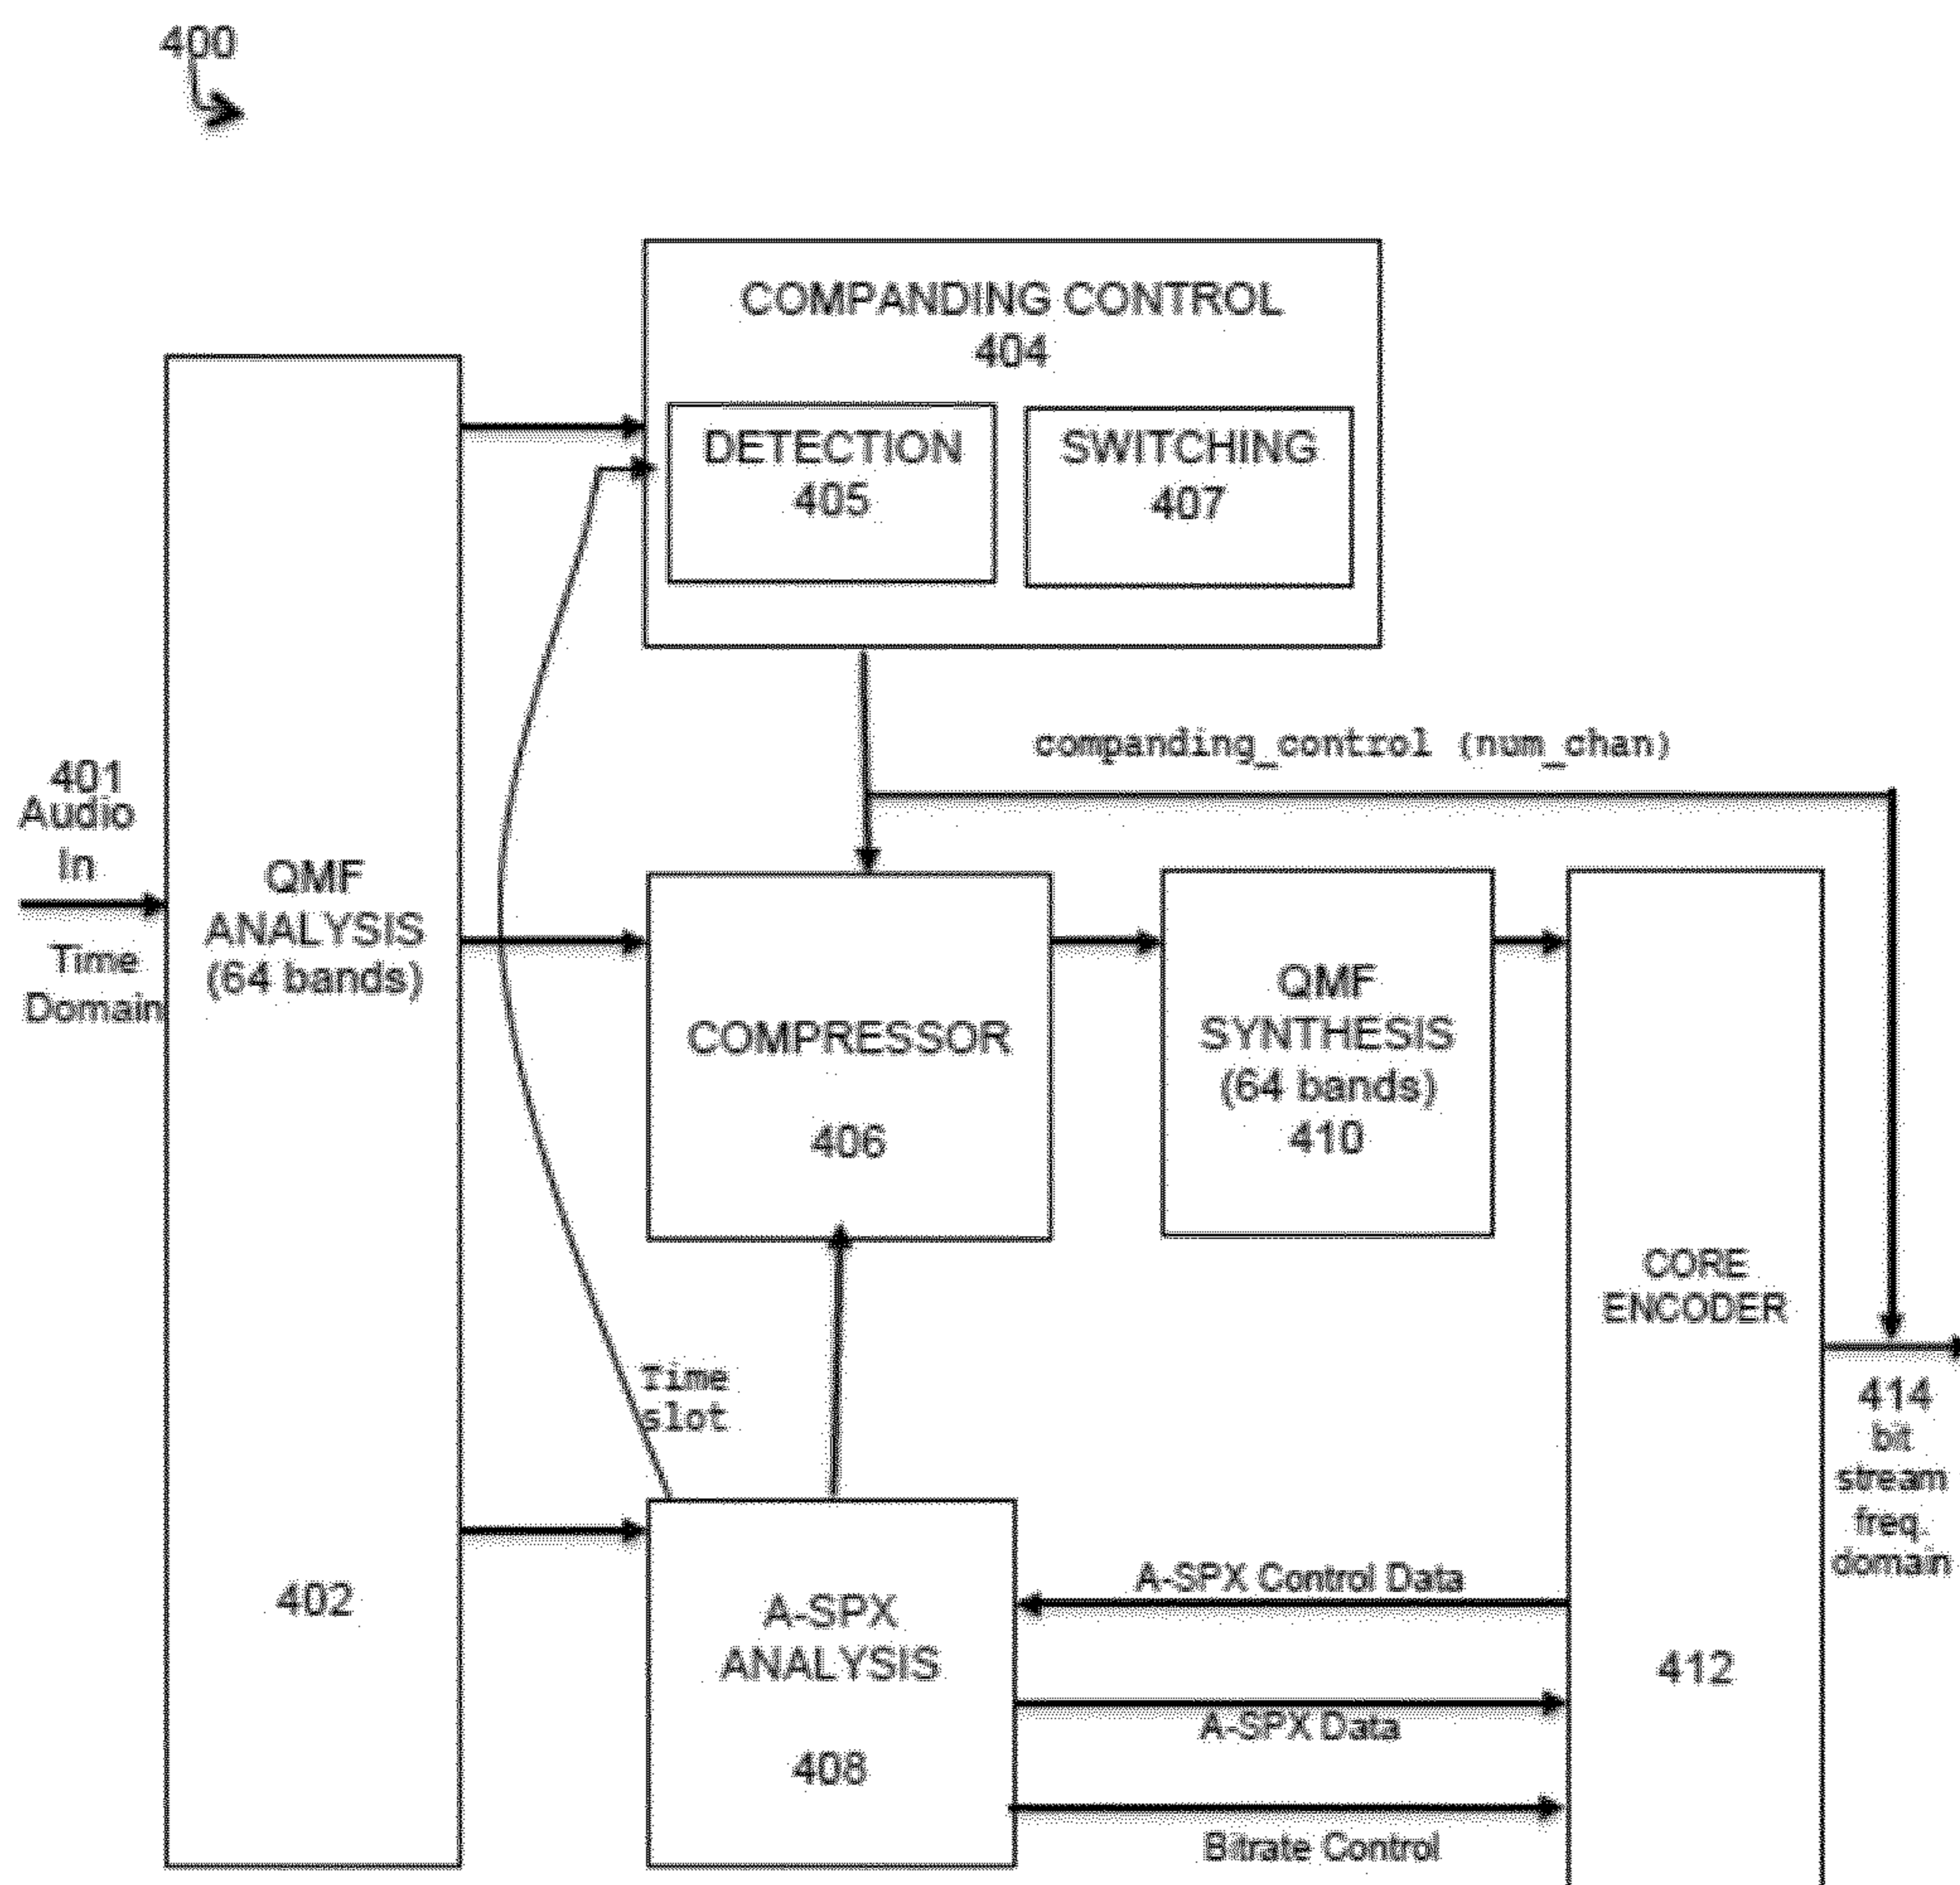 400
COMPANDING CONTROL
404
DETECTION
405
SWITCHING
407
companding_control (num_chan)
401
Audio
In
Time
Domain
QMF
ANALYSIS
(64 bands)
402
COMPRESSOR
406
QMF
SYNTHESIS
(64 bands)
410
CORE
ENCODER
412
Time
slot
414
bit
stream
freq.
domain
A-SPX
ANALYSIS
408
A-SPX Control Data
A-SPX Data
Bitrate Control